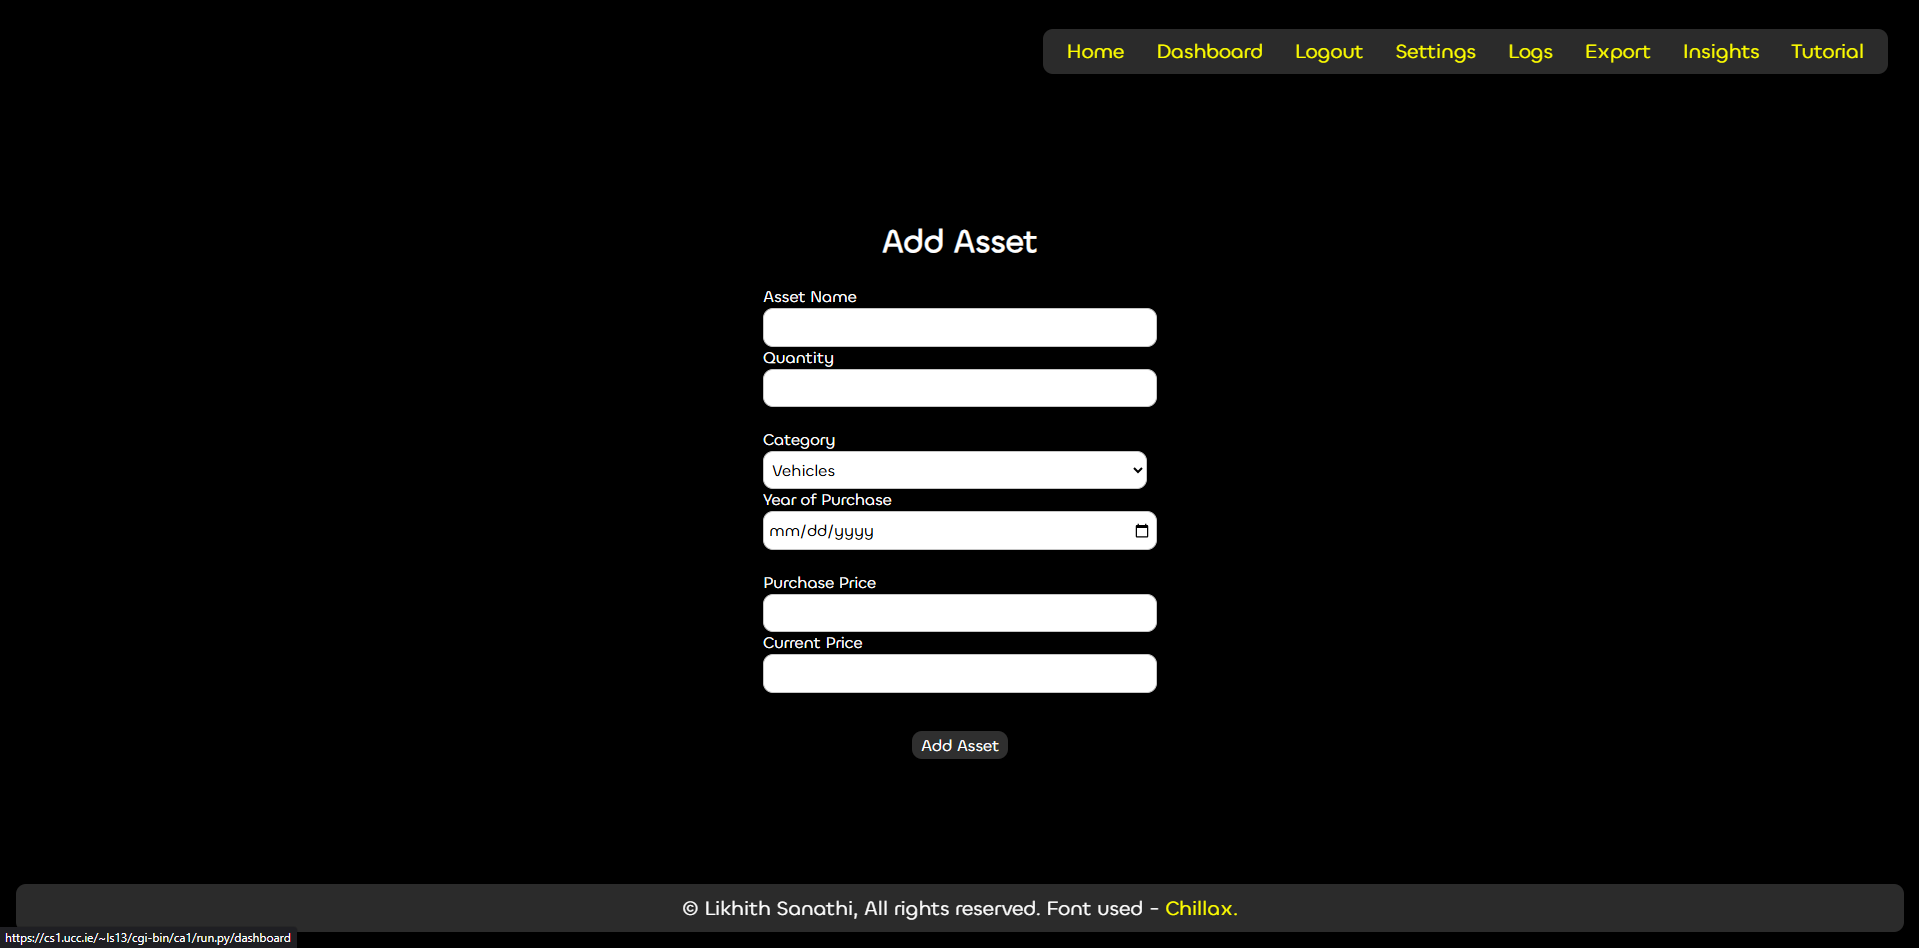 Home Dashboard Logout Settings Logs Export Insights Tutorial
Add Asset
Asset Name
Quantity
Category
Vehicles
Year of Purchase
mm/dd/yyyy
Purchase Price
Current Price
Add Asset
© Likhith Sanathi, All rights reserved. Font used - Chillax.
https://cs1.ucc.ie/~ls13/cgi-bin/ca1/run.py/dashboard